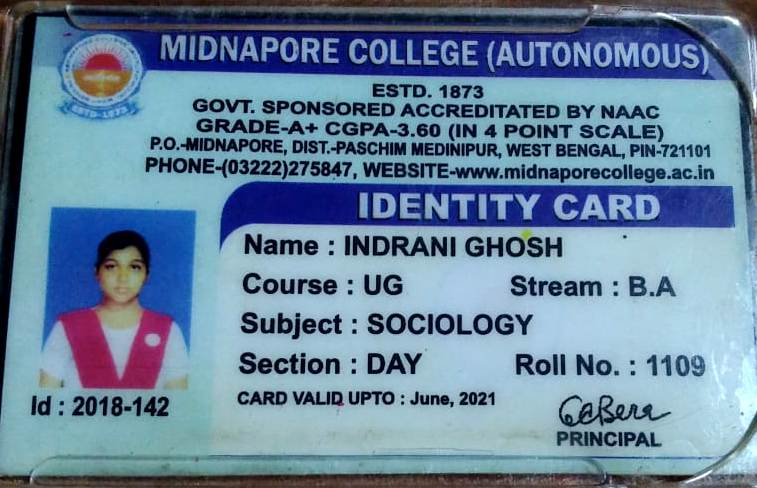 MIDNAPORE COLLEGE (AUTONOMOUS)
ESTD. 1873
GOVT. SPONSORED ACCREDITATED BY NAAC
GRADE-A+ CGPA-3.60 (IN 4 POINT SCALE)
P.O.-MIDNAPORE, DIST.-PASCHIM MEDINIPUR, WEST BENGAL, PIN-721101
PHONE-(03222)275847, WEBSITE-www.midnaporecollege.ac.in
ESTD-1873
IDENTITY CARD
Name : INDRANI GHOSH
Course : UG Stream : B.A
Subject : SOCIOLOGY
Section : DAY Roll No. : 1109
Id : 2018-142
CARD VALID UPTO : June, 2021
PRINCIPAL